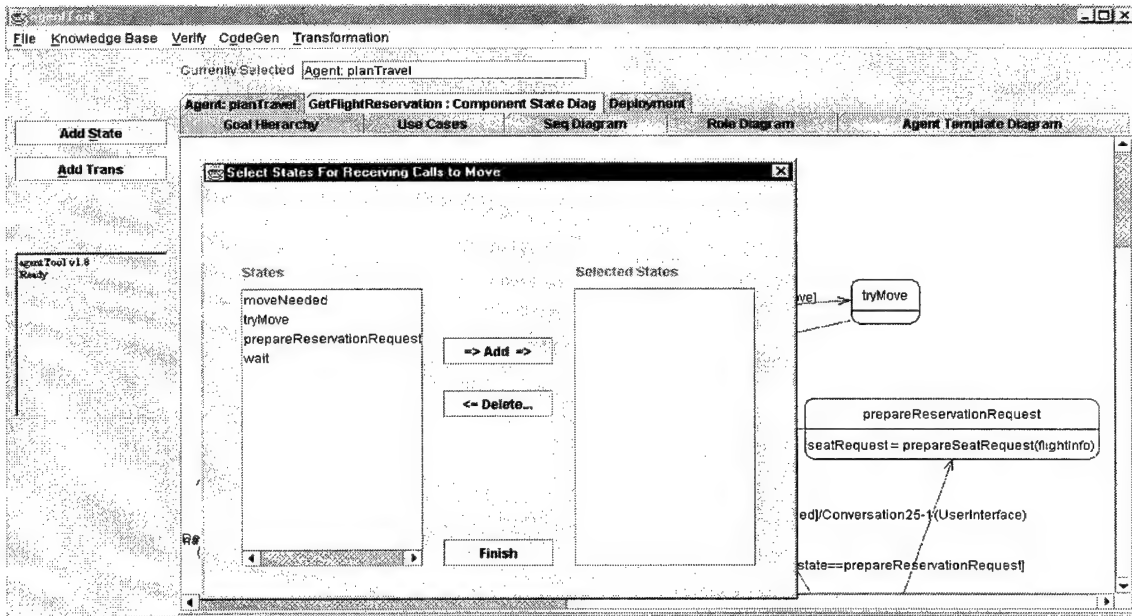 agentTool
File Knowledge Base Verify CodeGen Transformation
Currently Selected Agent: planTravel
Agent: planTravel GetFlightReservation : Component State Diag Deployment
Goal Hierarchy Use Cases Seq Diagram Role Diagram Agent Template Diagram
Add State
Add Trans
agentTool v1.8
Ready
Select States For Receiving Calls to Move
States
Selected States
moveNeeded
tryMove
prepareReservationRequest
wait
=> Add =>
<= Delete...
Finish
ove]
tryMove
prepareReservationRequest
seatRequest = prepareSeatRequest(flightInfo)
ed]/Conversation25-1(UserInterface)
state==prepareReservationRequest]